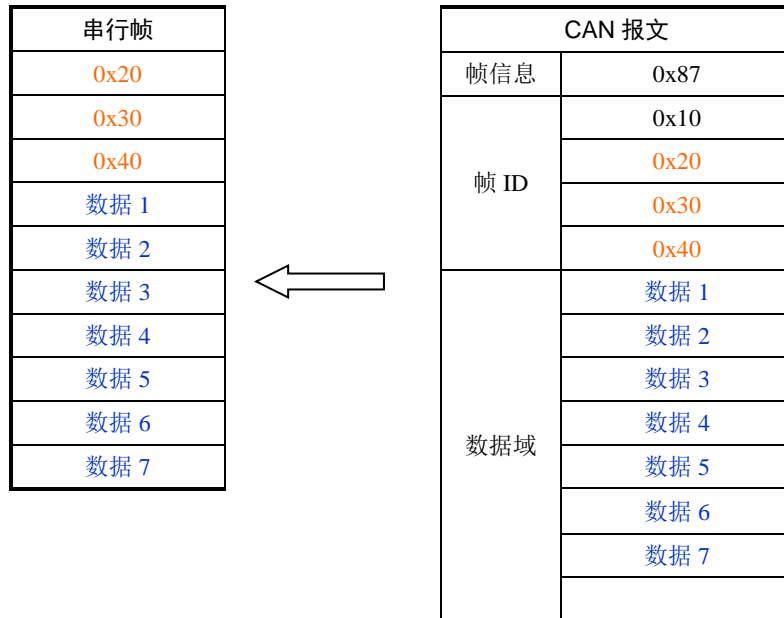 串行帧
0x20
0x30
0x40
数据 1
数据 2
数据 3
数据 4
数据 5
数据 6
数据 7
CAN 报文
帧信息 0x87
帧 ID
0x10
0x20
0x30
0x40
数据域
数据 1
数据 2
数据 3
数据 4
数据 5
数据 6
数据 7